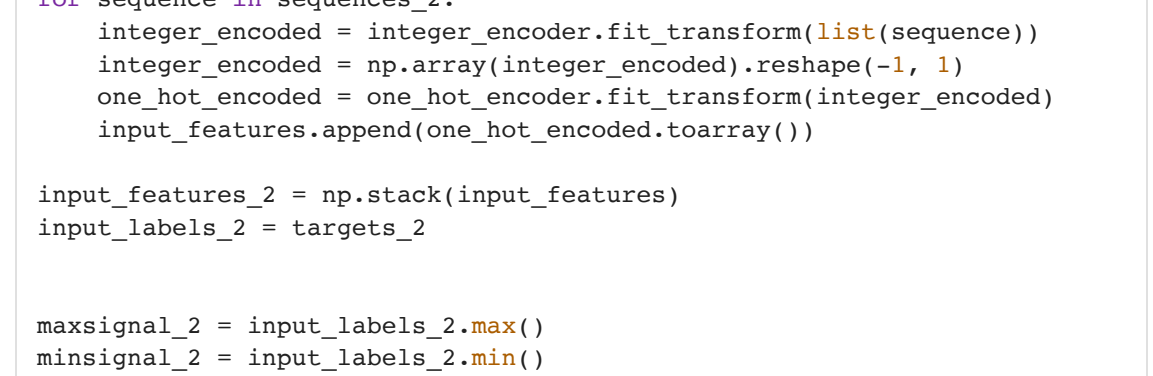 for sequence in sequences_2:
    integer_encoded = integer_encoder.fit_transform(list(sequence))
    integer_encoded = np.array(integer_encoded).reshape(-1, 1)
    one_hot_encoded = one_hot_encoder.fit_transform(integer_encoded)
    input_features.append(one_hot_encoded.toarray())

input_features_2 = np.stack(input_features)
input_labels_2 = targets_2

maxsignal_2 = input_labels_2.max()
minsignal_2 = input_labels_2.min()